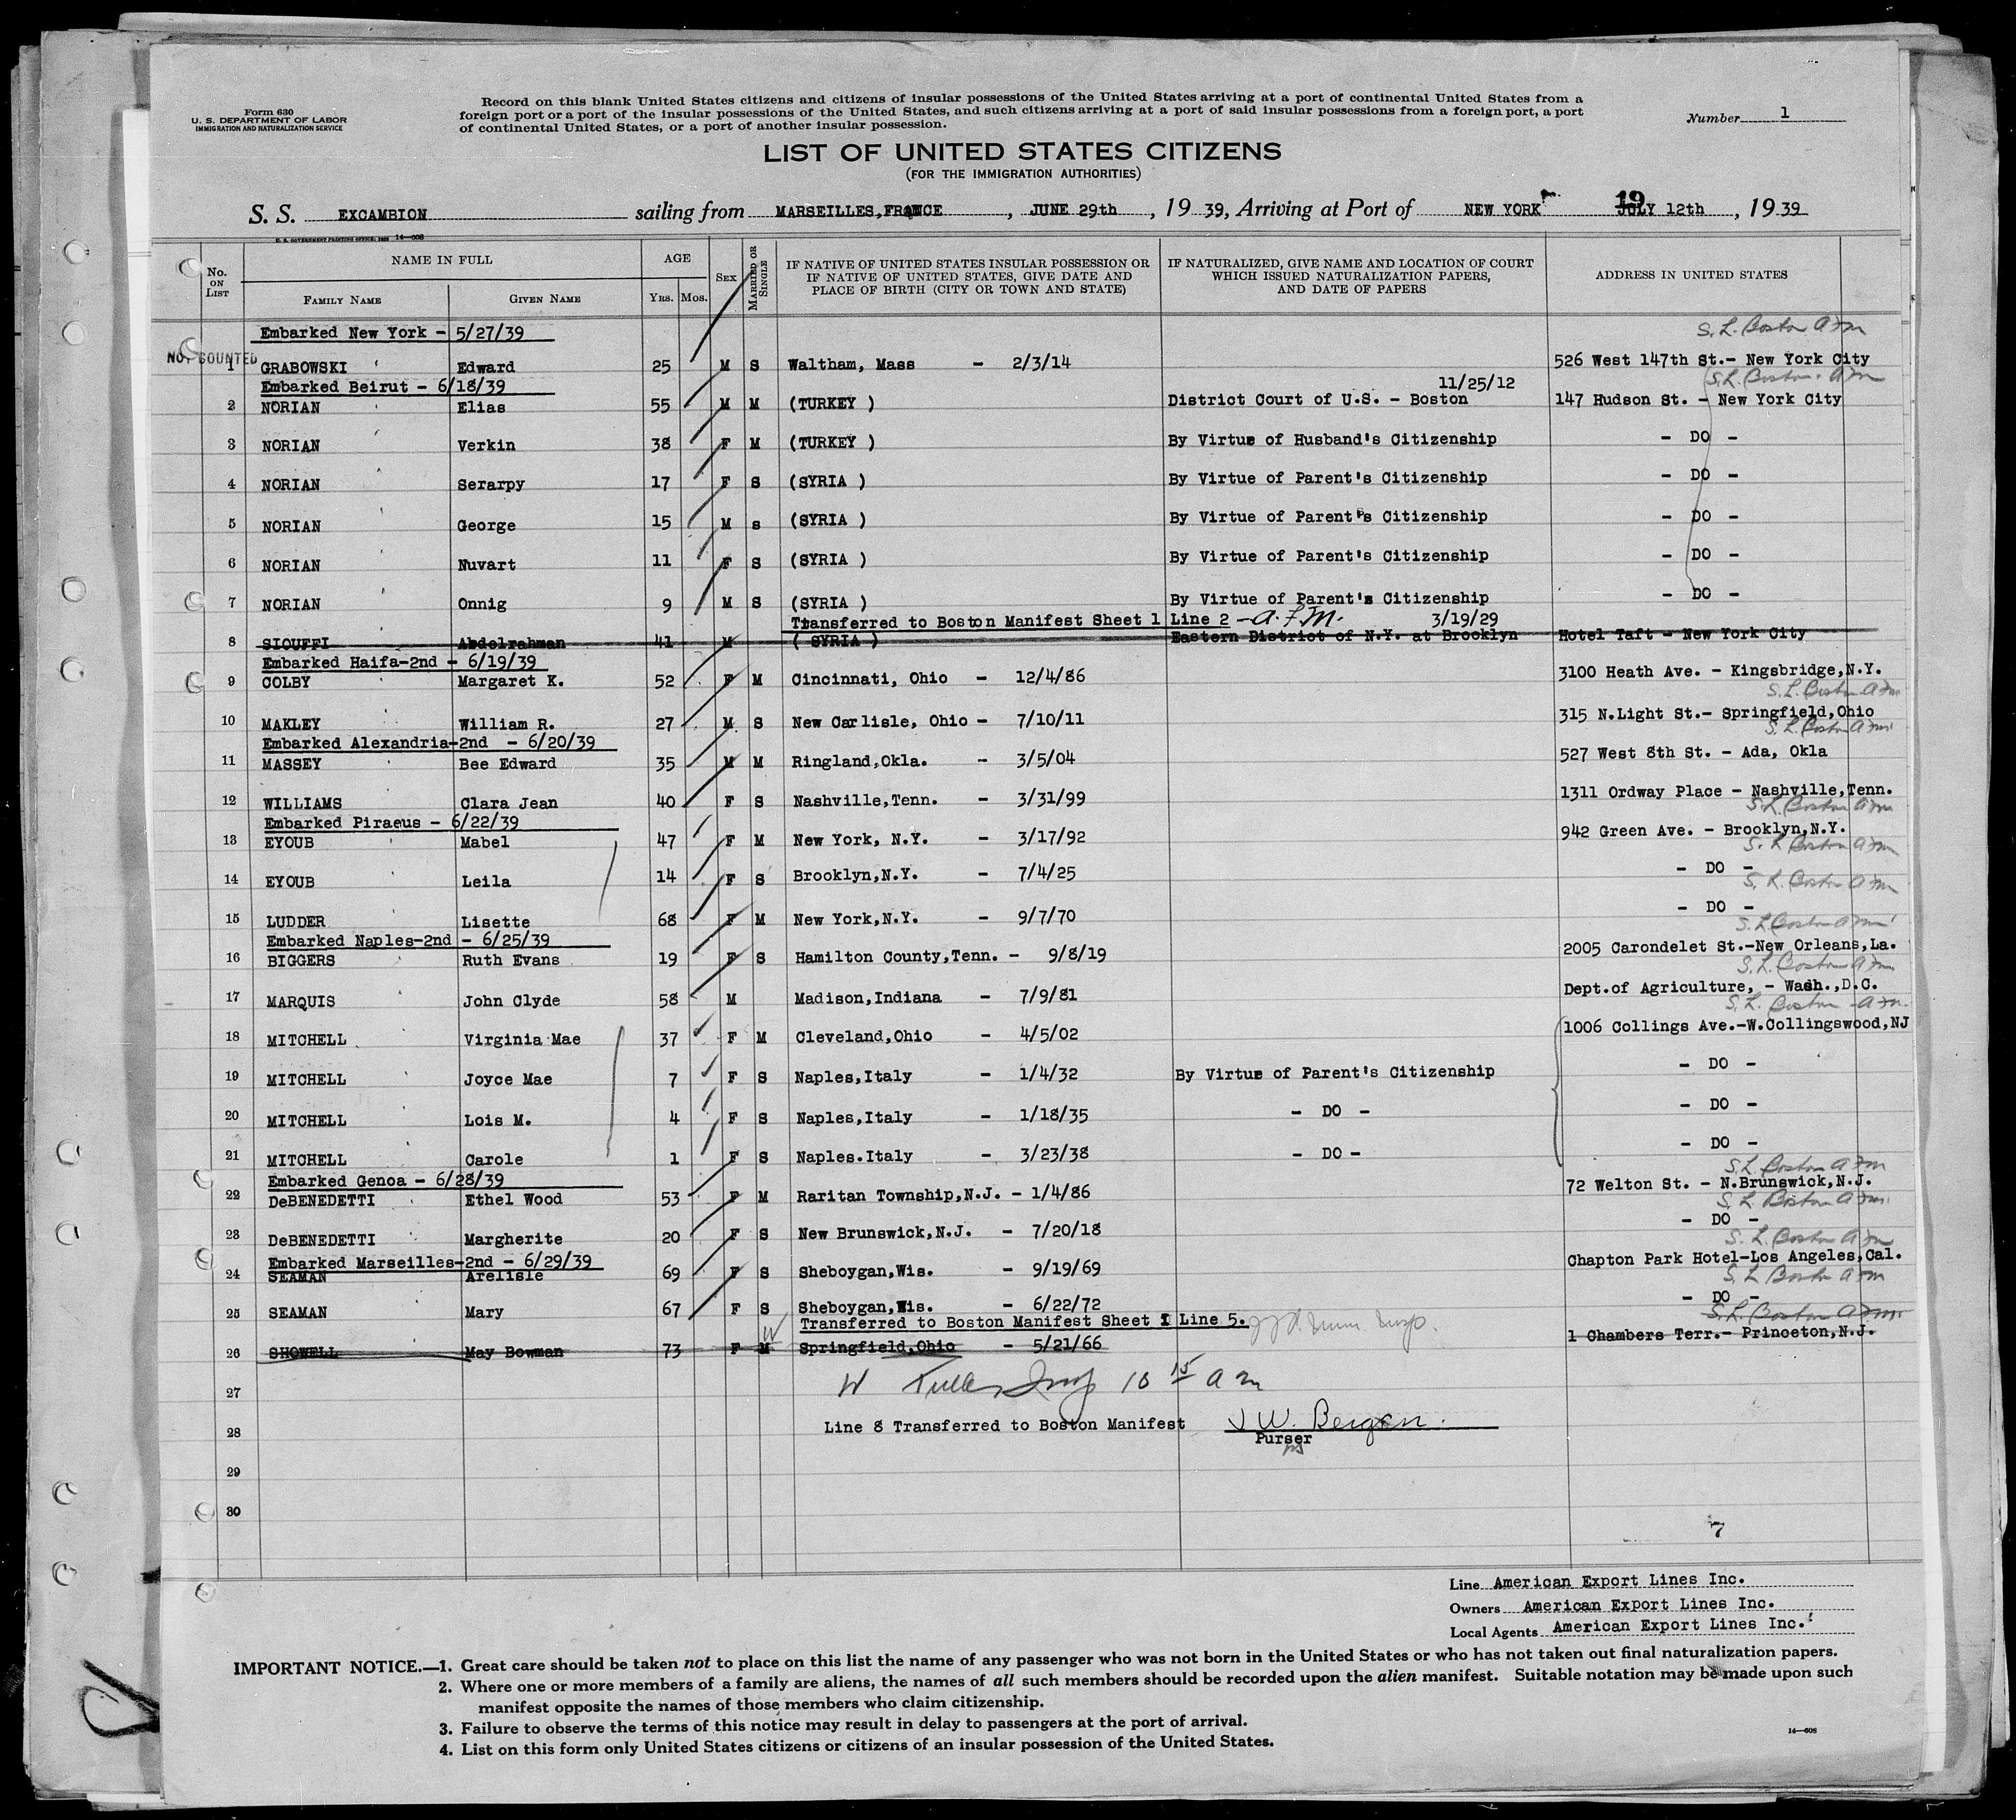 Form 630
U. S. DEPARTMENT OF LABOR
IMMIGRATION AND NATURALIZATION SERVICE
Record on this blank United States citizens and citizens of insular possessions of the United States arriving at a port of continental United States from a
foreign port or a port of the insular possessions of the United States, and such citizens arriving at a port of said insular possessions from a foreign port, a port
of continental United States, or a port of another insular possession.
Number 1
LIST OF UNITED STATES CITIZENS
(FOR THE IMMIGRATION AUTHORITIES)
S. S. EXCAMBION sailing from MARSEILLES, FRANCE, JUNE 29th, 19 39, Arriving at Port of NEW YORK JULY 12th, 19 39
19
U. S. GOVERNMENT PRINTING OFFICE: 14—608
No. ON LIST NAME IN FULL AGE SEX MARRIED OR SINGLE IF NATIVE OF UNITED STATES INSULAR POSSESSION OR IF NATIVE OF UNITED STATES, GIVE DATE AND PLACE OF BIRTH (CITY OR TOWN AND STATE) IF NATURALIZED, GIVE NAME AND LOCATION OF COURT WHICH ISSUED NATURALIZATION PAPERS, AND DATE OF PAPERS ADDRESS IN UNITED STATES
FAMILY NAME GIVEN NAME YRS. MOS.
Embarked New York - 5/27/39 S. L. Boston A F M
NOT COUNTED
1 GRABOWSKI Edward 25 M S Waltham, Mass - 2/3/14 526 West 147th St.- New York City
Embarked Beirut - 6/18/39 11/25/12 S.L. Boston A F M
2 NORIAN Elias 55 M M (TURKEY ) District Court of U.S. - Boston 147 Hudson St. - New York City
3 NORIAN Verkin 38 F M (TURKEY ) By Virtue of Husband's Citizenship - DO -
4 NORIAN Serarpy 17 F S (SYRIA ) By Virtue of Parent's Citizenship - DO -
5 NORIAN George 15 M s (SYRIA ) By Virtue of Parent's Citizenship - DO -
6 NORIAN Nuvart 11 F S (SYRIA ) By Virtue of Parent's Citizenship - DO -
7 NORIAN Onnig 9 M S (SYRIA ) By Virtue of Parent's Citizenship - DO -
Transferred to Boston Manifest Sheet 1 Line 2 - A.F.M. 3/19/29
8 SIOUFFI Abdelrahman 41 M ( SYRIA ) Eastern District of N.Y. at Brooklyn Hotel Taft - New York City
Embarked Haifa-2nd - 6/19/39
9 COLBY Margaret K. 52 F M Cincinnati, Ohio - 12/4/86 3100 Heath Ave. - Kingsbridge,N.Y.
S. L. Boston A F M
10 MAKLEY William R. 27 M S New Carlisle, Ohio - 7/10/11 315 N.Light St.- Springfield,Ohio
S. L. Boston A F M
Embarked Alexandria-2nd - 6/20/39
11 MASSEY Bee Edward 35 M M Ringland,Okla. - 3/5/04 527 West 8th St. - Ada, Okla
12 WILLIAMS Clara Jean 40 F S Nashville,Tenn. - 3/31/99 1311 Ordway Place - Nashville,Tenn.
S L Boston A F M
Embarked Piraeus - 6/22/39
13 EYOUB Mabel 47 F M New York, N.Y. - 3/17/92 942 Green Ave. - Brooklyn,N.Y.
S. L Boston A F M
14 EYOUB Leila 14 F S Brooklyn,N.Y. - 7/4/25 - DO -
S. L. Boston A F M
15 LUDDER Lisette 68 F M New York,N.Y. - 9/7/70 - DO -
S. L Boston A F M
Embarked Naples-2nd - 6/25/39
16 BIGGERS Ruth Evans 19 F S Hamilton County,Tenn. - 9/8/19 2005 Carondelet St.-New Orleans,La.
S. L. Boston A F M
17 MARQUIS John Clyde 58 M Madison,Indiana - 7/9/81 Dept.of Agriculture, - Wash.,D.C.
S. L. Boston A F M
18 MITCHELL Virginia Mae 37 F M Cleveland,Ohio - 4/5/02 1006 Collings Ave.-W.Collingswood,NJ
19 MITCHELL Joyce Mae 7 F S Naples,Italy - 1/4/32 By Virtue of Parent's Citizenship - DO -
20 MITCHELL Lois M. 4 F S Naples,Italy - 1/18/35 - DO - - DO -
21 MITCHELL Carole 1 F S Naples.Italy - 3/23/38 - DO - - DO -
S. L. Boston A F M
Embarked Genoa - 6/28/39
22 DeBENEDETTI Ethel Wood 53 F M Raritan Township,N.J. - 1/4/86 72 Welton St. - N.Brunswick,N.J.
S L Boston A F M
23 DeBENEDETTI Margherite 20 F S New Brunswick,N.J. - 7/20/18 - DO -
S. L. Boston A F M
Embarked Marseilles-2nd - 6/29/39
24 SEAMAN Arelisle 69 F S Sheboygan,Wis. - 9/19/69 Chapton Park Hotel-Los Angeles,Cal.
S. L Boston A F M
25 SEAMAN Mary 67 F S Sheboygan,Wis. - 6/22/72 - DO -
Transferred to Boston Manifest Sheet 1 Line 5. S.L. Boston A F M
26 SHOWELL May Bowman 73 F M Springfield,Ohio - 5/21/66 1 Chambers Terr.- Princeton,N.J.
W
27 10 15 a m
28 Line 8 Transferred to Boston Manifest J W. Bergen.
Purser
29
30
7
Line American Export Lines Inc.
Owners American Export Lines Inc.
Local Agents American Export Lines Inc.
IMPORTANT NOTICE.—1. Great care should be taken not to place on this list the name of any passenger who was not born in the United States or who has not taken out final naturalization papers.
2. Where one or more members of a family are aliens, the names of all such members should be recorded upon the alien manifest. Suitable notation may be made upon such
manifest opposite the names of those members who claim citizenship.
3. Failure to observe the terms of this notice may result in delay to passengers at the port of arrival.
4. List on this form only United States citizens or citizens of an insular possession of the United States.
14—608